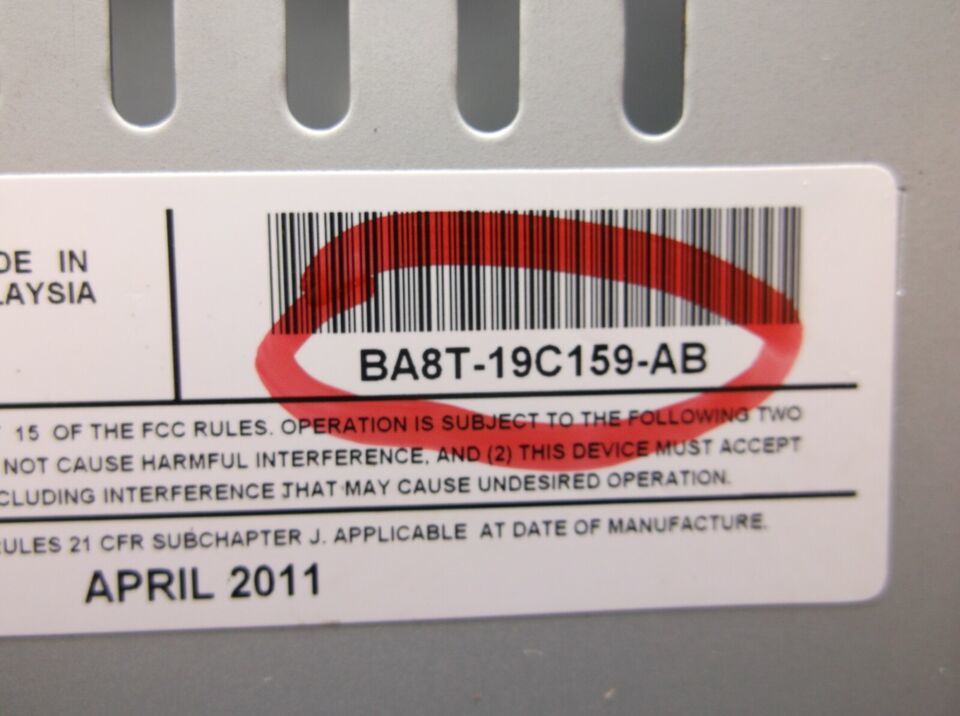 DE IN
LAYSIA
BA8T-19C159-AB
15 OF THE FCC RULES. OPERATION IS SUBJECT TO THE FOLLOWING TWO
NOT CAUSE HARMFUL INTERFERENCE, AND (2) THIS DEVICE MUST ACCEPT
CLUDING INTERFERENCE THAT MAY CAUSE UNDESIRED OPERATION.
RULES 21 CFR SUBCHAPTER J. APPLICABLE AT DATE OF MANUFACTURE.
APRIL 2011